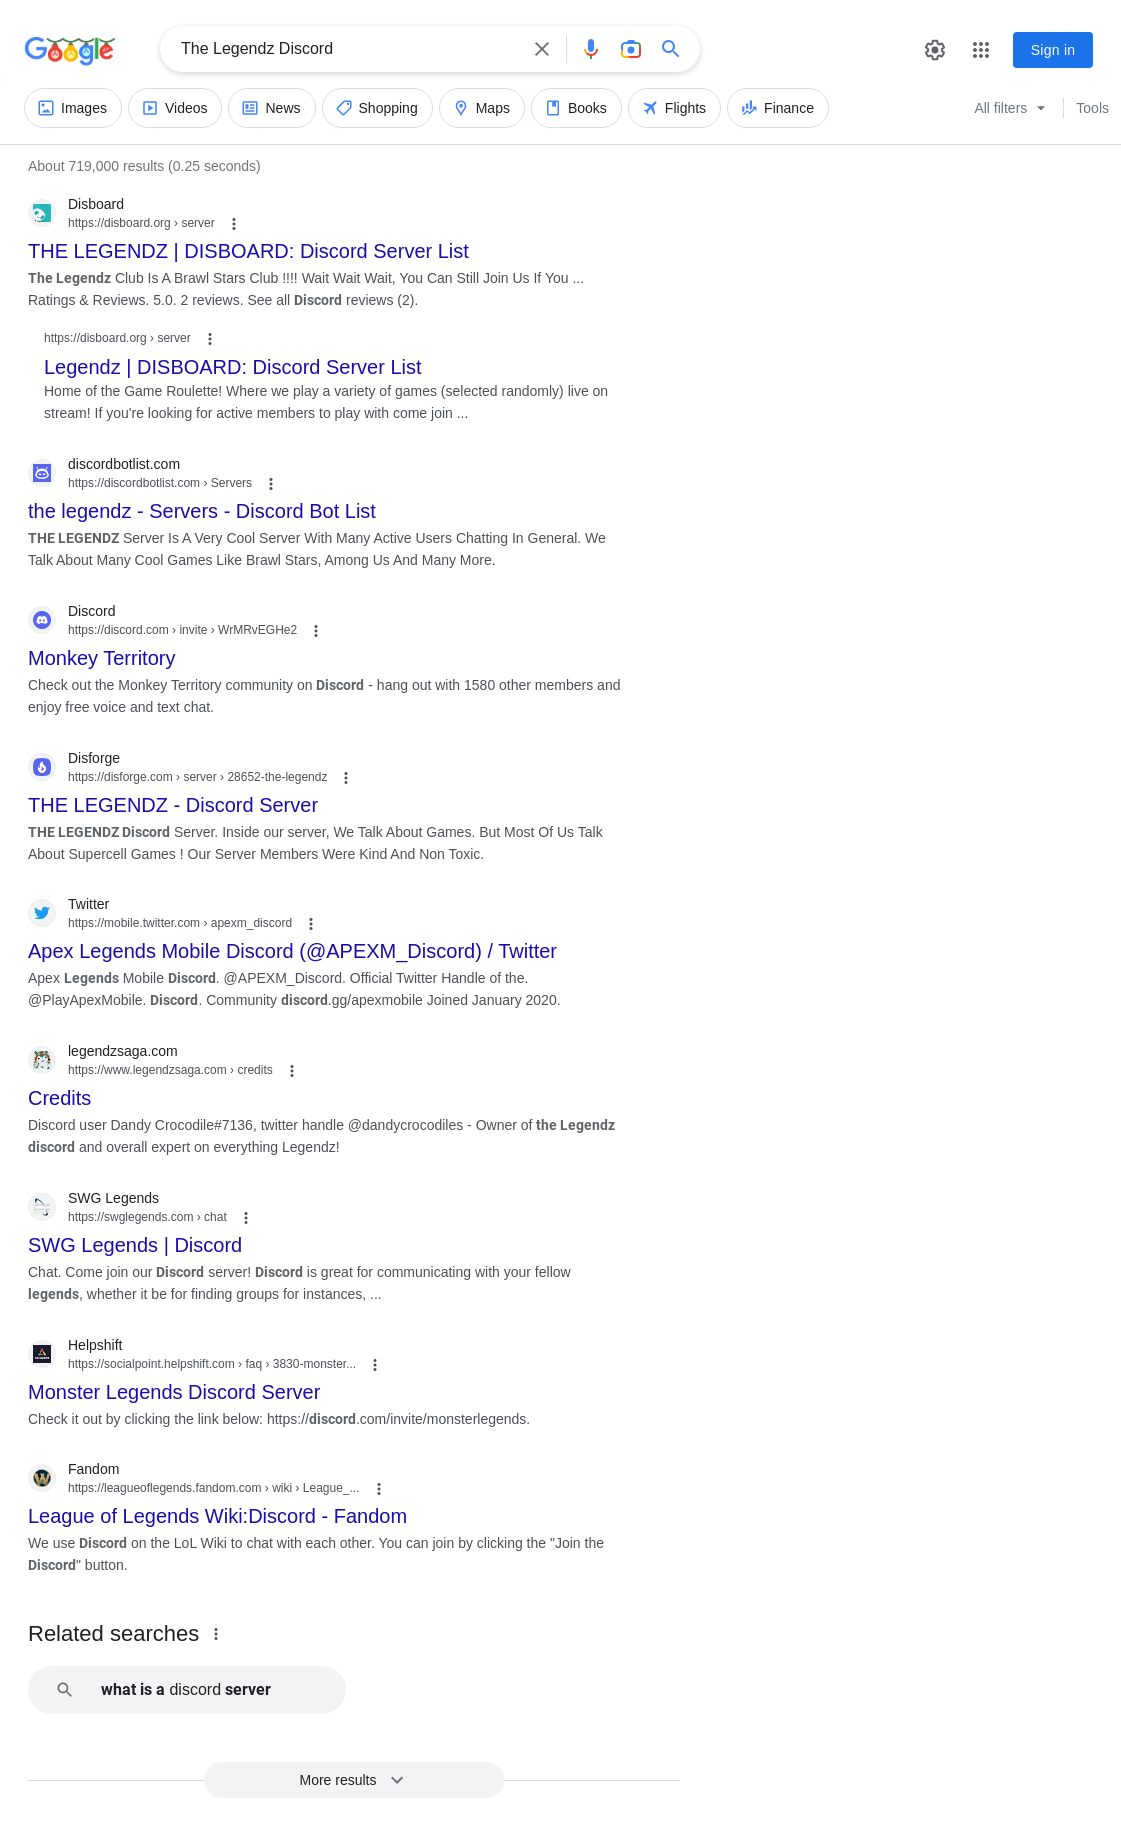 Google
The Legendz Discord
Sign in
Images Videos News Shopping Maps Books Flights Finance All filters Tools
About 719,000 results (0.25 seconds)
Disboard
https://disboard.org › server
THE LEGENDZ | DISBOARD: Discord Server List
The Legendz Club Is A Brawl Stars Club !!!! Wait Wait Wait, You Can Still Join Us If You ...
Ratings & Reviews. 5.0. 2 reviews. See all Discord reviews (2).
https://disboard.org › server
Legendz | DISBOARD: Discord Server List
Home of the Game Roulette! Where we play a variety of games (selected randomly) live on
stream! If you're looking for active members to play with come join ...
discordbotlist.com
https://discordbotlist.com › Servers
the legendz - Servers - Discord Bot List
THE LEGENDZ Server Is A Very Cool Server With Many Active Users Chatting In General. We
Talk About Many Cool Games Like Brawl Stars, Among Us And Many More.
Discord
https://discord.com › invite › WrMRvEGHe2
Monkey Territory
Check out the Monkey Territory community on Discord - hang out with 1580 other members and
enjoy free voice and text chat.
Disforge
https://disforge.com › server › 28652-the-legendz
THE LEGENDZ - Discord Server
THE LEGENDZ Discord Server. Inside our server, We Talk About Games. But Most Of Us Talk
About Supercell Games ! Our Server Members Were Kind And Non Toxic.
Twitter
https://mobile.twitter.com › apexm_discord
Apex Legends Mobile Discord (@APEXM_Discord) / Twitter
Apex Legends Mobile Discord. @APEXM_Discord. Official Twitter Handle of the.
@PlayApexMobile. Discord. Community discord.gg/apexmobile Joined January 2020.
legendzsaga.com
https://www.legendzsaga.com › credits
Credits
Discord user Dandy Crocodile#7136, twitter handle @dandycrocodiles - Owner of the Legendz
discord and overall expert on everything Legendz!
SWG Legends
https://swglegends.com › chat
SWG Legends | Discord
Chat. Come join our Discord server! Discord is great for communicating with your fellow
legends, whether it be for finding groups for instances, ...
Helpshift
https://socialpoint.helpshift.com › faq › 3830-monster...
Monster Legends Discord Server
Check it out by clicking the link below: https://discord.com/invite/monsterlegends.
Fandom
https://leagueoflegends.fandom.com › wiki › League_...
League of Legends Wiki:Discord - Fandom
We use Discord on the LoL Wiki to chat with each other. You can join by clicking the "Join the
Discord" button.
Related searches
what is a discord server
More results